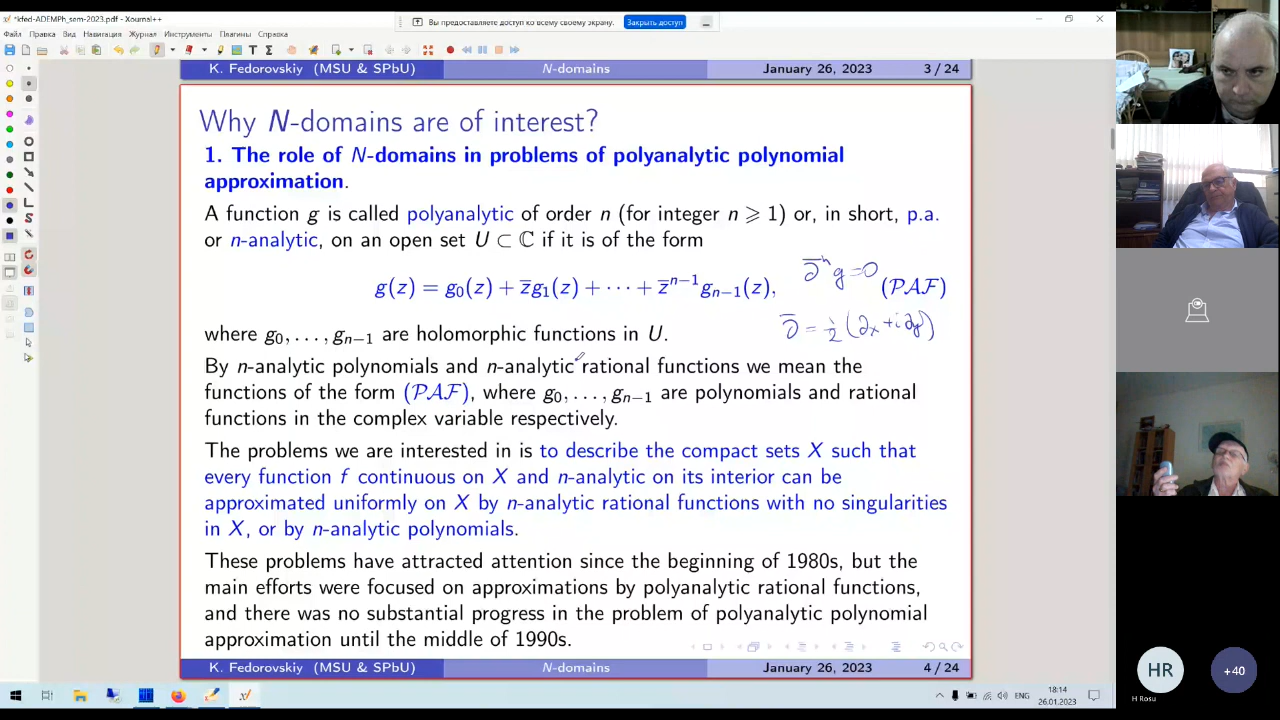 *kfed-ADEMPh_sem-2023.pdf - Xournal++
Вы предоставляете доступ ко всему своему экрану.
Закрыть доступ
Файл Правка Вид Навигация Журнал Инструменты Плагины Справка
K. Fedorovskiy (MSU & SPbU) N-domains January 26, 2023 3 / 24
Why N-domains are of interest?
1. The role of N-domains in problems of polyanalytic polynomial
approximation.
A function g is called polyanalytic of order n (for integer n ⩾ 1) or, in short, p.a.
or n-analytic, on an open set U ⊂ ℂ if it is of the form
∂̄ⁿg=0
g(z) = g₀(z) + z̄g₁(z) + ··· + z̄ⁿ⁻¹gₙ₋₁(z), (𝒫𝒜ℱ)
∂̄ = ½(∂x+i∂y)
where g₀, . . . , gₙ₋₁ are holomorphic functions in U.
By n-analytic polynomials and n-analytic rational functions we mean the
functions of the form (𝒫𝒜ℱ), where g₀, . . . , gₙ₋₁ are polynomials and rational
functions in the complex variable respectively.
The problems we are interested in is to describe the compact sets X such that
every function f continuous on X and n-analytic on its interior can be
approximated uniformly on X by n-analytic rational functions with no singularities
in X, or by n-analytic polynomials.
These problems have attracted attention since the beginning of 1980s, but the
main efforts were focused on approximations by polyanalytic rational functions,
and there was no substantial progress in the problem of polyanalytic polynomial
approximation until the middle of 1990s.
K. Fedorovskiy (MSU & SPbU) N-domains January 26, 2023 4 / 24
HR
+40
H Rosu
ENG
18:14
26.01.2023